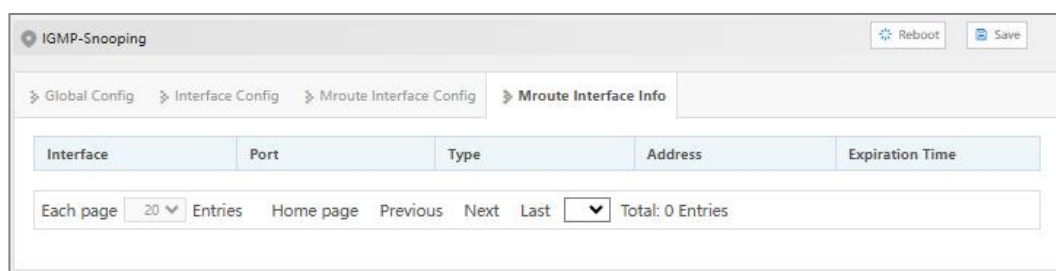 IGMP-Snooping Reboot Save
Global Config Interface Config Mroute Interface Config Mroute Interface Info
Interface Port Type Address Expiration Time
Each page 20 Entries Home page Previous Next Last Total: 0 Entries